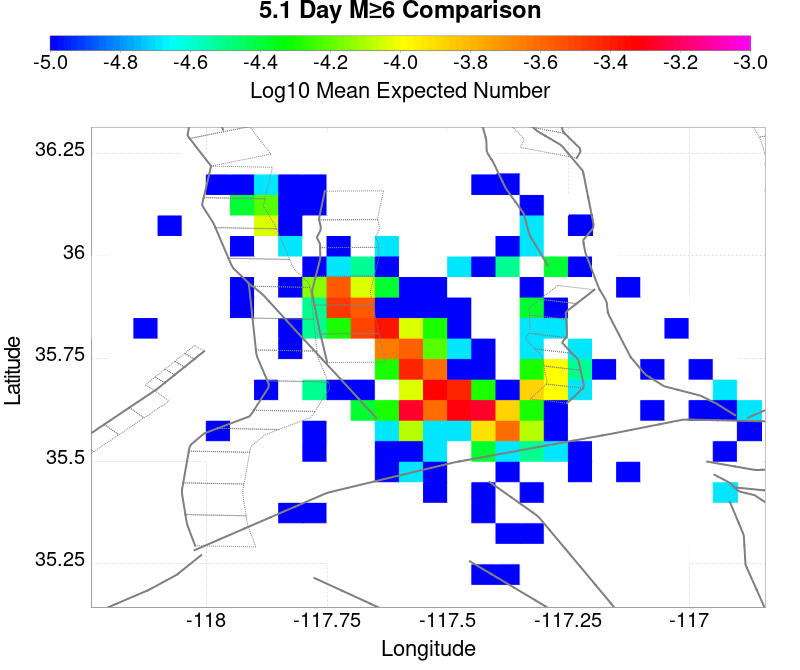 5.1 Day M≥6 Comparison
-5.0 -4.8 -4.6 -4.4 -4.2 -4.0 -3.8 -3.6 -3.4 -3.2 -3.0
Log10 Mean Expected Number
36.25
36
35.75
35.5
35.25
Latitude
-118 -117.75 -117.5 -117.25 -117
Longitude